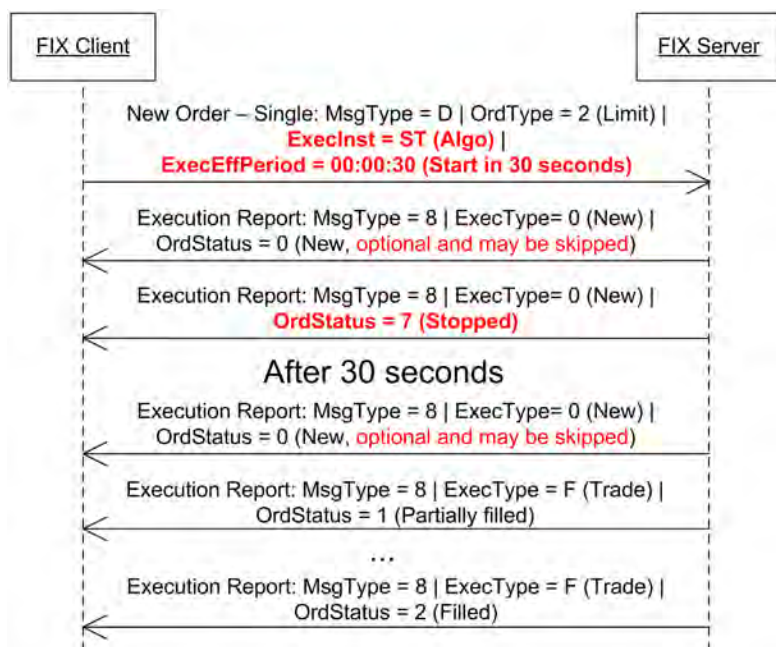 FIX Client
FIX Server
New Order – Single: MsgType = D | OrdType = 2 (Limit) |
ExecInst = ST (Algo) |
ExecEffPeriod = 00:00:30 (Start in 30 seconds)
Execution Report: MsgType = 8 | ExecType= 0 (New) |
OrdStatus = 0 (New, optional and may be skipped)
Execution Report: MsgType = 8 | ExecType= 0 (New) |
OrdStatus = 7 (Stopped)
After 30 seconds
Execution Report: MsgType = 8 | ExecType= 0 (New) |
OrdStatus = 0 (New, optional and may be skipped)
Execution Report: MsgType = 8 | ExecType = F (Trade) |
OrdStatus = 1 (Partially filled)
...
Execution Report: MsgType = 8 | ExecType = F (Trade) |
OrdStatus = 2 (Filled)